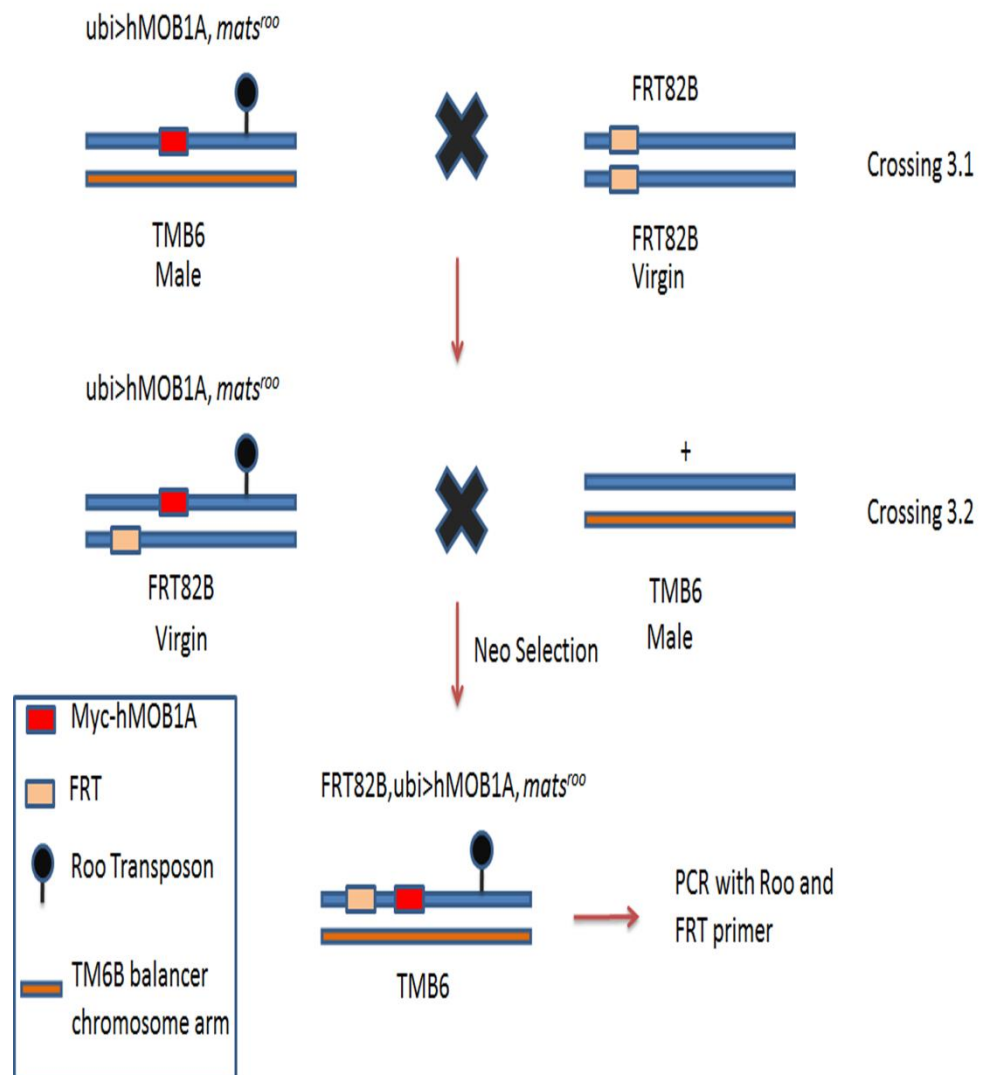 ubi>hMOB1A, mats^roo
FRT82B
Crossing 3.1
TMB6
Male
FRT82B
Virgin
ubi>hMOB1A, mats^roo
+
Crossing 3.2
FRT82B
Virgin
TMB6
Male
Neo Selection
Myc-hMOB1A
FRT
Roo Transposon
TM6B balancer
chromosome arm
FRT82B,ubi>hMOB1A, mats^roo
TMB6
PCR with Roo and
FRT primer